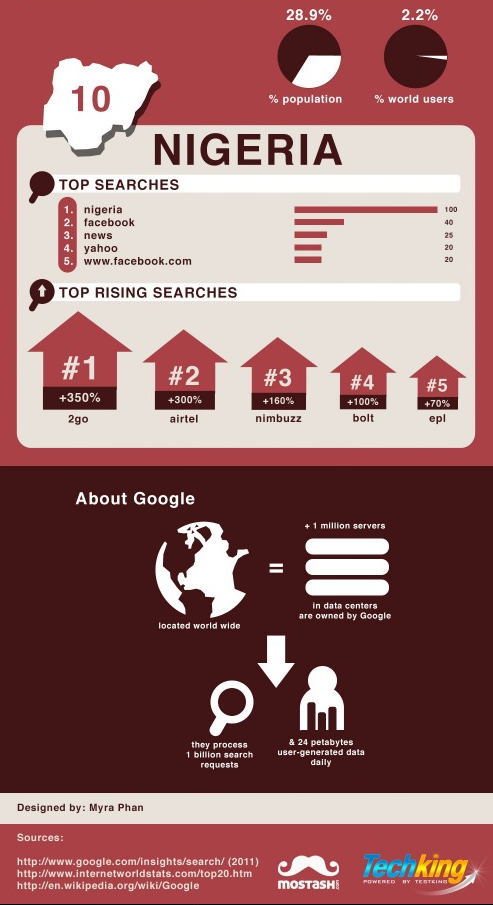 28.9%
2.2%
10
% population
% world users
NIGERIA
TOP SEARCHES
1. nigeria 100
2. facebook 40
3. news 25
4. yahoo 20
5. www.facebook.com 20
TOP RISING SEARCHES
#1
+350%
2go
#2
+300%
airtel
#3
+160%
nimbuzz
#4
+100%
bolt
#5
+70%
epl
About Google
+ 1 million servers
=
in data centers
are owned by Google
located world wide
they process
1 billion search
requests
& 24 petabytes
user-generated data
daily
Designed by: Myra Phan
Sources:
http://www.google.com/insights/search/ (2011)
http://www.internetworldstats.com/top20.htm
http://en.wikipedia.org/wiki/Google
MOSTASH.com
Techking
POWERED BY TESTKING